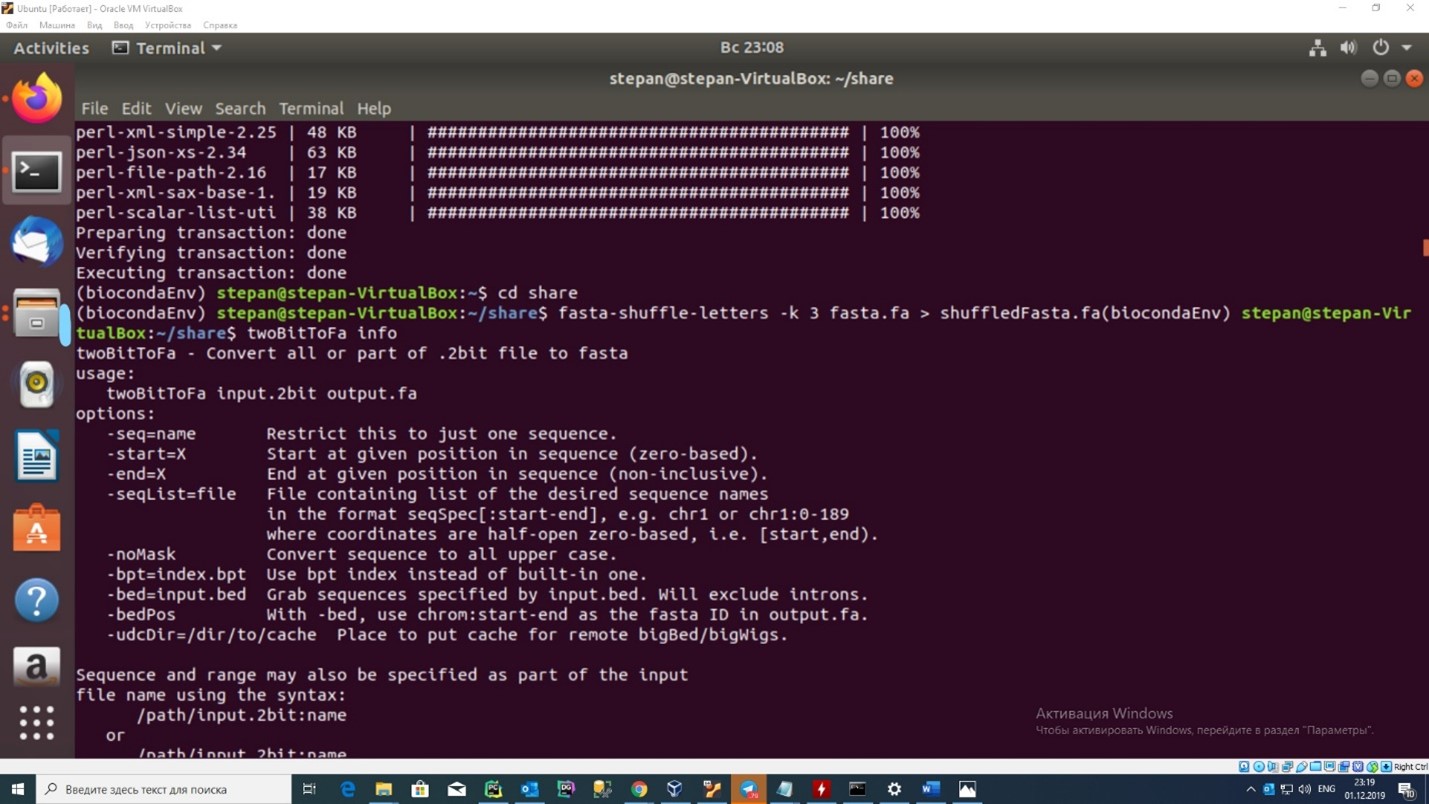 Ubuntu [Работает] - Oracle VM VirtualBox
Файл Машина Вид Ввод Устройства Справка
Activities Terminal Вс 23:08
stepan@stepan-VirtualBox: ~/share
File Edit View Search Terminal Help
perl-xml-simple-2.25 | 48 KB | ########################################## | 100%
perl-json-xs-2.34 | 63 KB | ########################################## | 100%
perl-file-path-2.16 | 17 KB | ########################################## | 100%
perl-xml-sax-base-1. | 19 KB | ########################################## | 100%
perl-scalar-list-uti | 38 KB | ########################################## | 100%
Preparing transaction: done
Verifying transaction: done
Executing transaction: done
(biocondaEnv) stepan@stepan-VirtualBox:~$ cd share
(biocondaEnv) stepan@stepan-VirtualBox:~/share$ fasta-shuffle-letters -k 3 fasta.fa > shuffledFasta.fa(biocondaEnv) stepan@stepan-Vir
tualBox:~/share$ twoBitToFa info
twoBitToFa - Convert all or part of .2bit file to fasta
usage:
twoBitToFa input.2bit output.fa
options:
-seq=name Restrict this to just one sequence.
-start=X Start at given position in sequence (zero-based).
-end=X End at given position in sequence (non-inclusive).
-seqList=file File containing list of the desired sequence names
in the format seqSpec[:start-end], e.g. chr1 or chr1:0-189
where coordinates are half-open zero-based, i.e. [start,end).
-noMask Convert sequence to all upper case.
-bpt=index.bpt Use bpt index instead of built-in one.
-bed=input.bed Grab sequences specified by input.bed. Will exclude introns.
-bedPos With -bed, use chrom:start-end as the fasta ID in output.fa.
-udcDir=/dir/to/cache Place to put cache for remote bigBed/bigWigs.
Sequence and range may also be specified as part of the input
file name using the syntax:
/path/input.2bit:name
or
/path/input.2bit:name
Активация Windows
Чтобы активировать Windows, перейдите в раздел "Параметры".
Right Ctrl
Введите здесь текст для поиска
ENG
23:19
01.12.2019